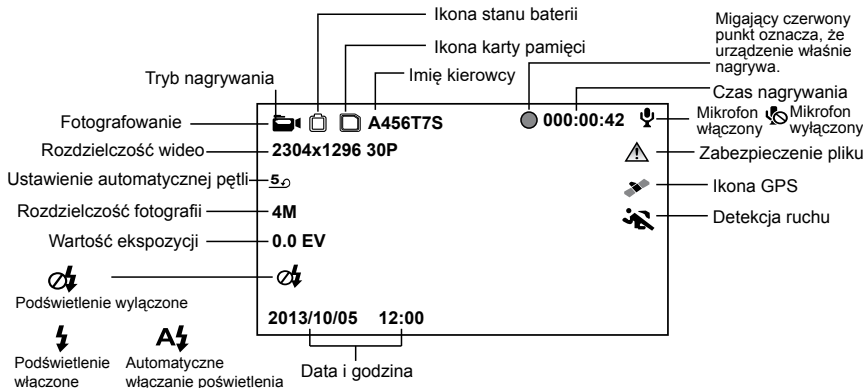 Ikona stanu baterii
Ikona karty pamięci
Imię kierowcy
Migający czerwony
punkt oznacza, że
urządzenie właśnie
nagrywa.
Tryb nagrywania
Czas nagrywania
Fotografowanie
A456T7S
000:00:42
Mikrofon
włączony
Mikrofon
wyłączony
Rozdzielczość wideo
2304x1296 30P
Zabezpieczenie pliku
Ustawienie automatycznej pętli
5
Ikona GPS
Rozdzielczość fotografii
4M
Detekcja ruchu
Wartość ekspozycji
0.0 EV
Podświetlenie wyłączone
2013/10/05 12:00
A
Podświetlenie
włączone
Automatyczne
włączanie poświetlenia
Data i godzina